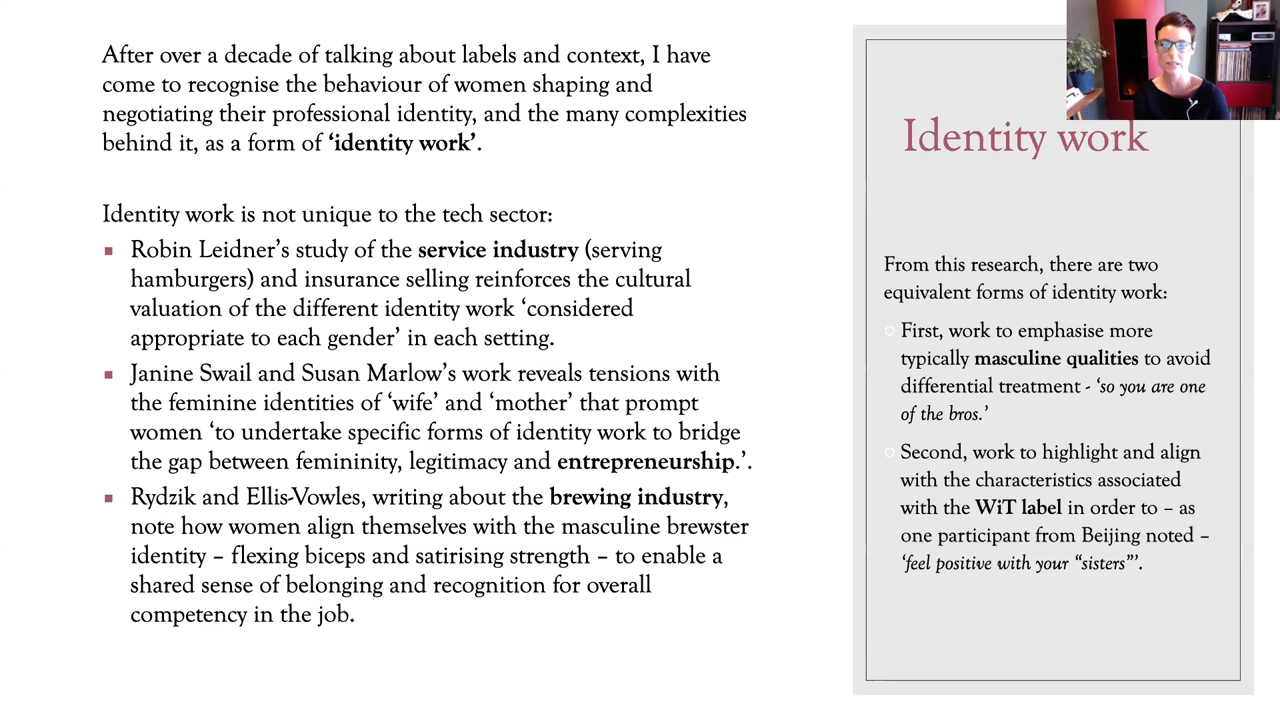 After over a decade of talking about labels and context, I have
come to recognise the behaviour of women shaping and
negotiating their professional identity, and the many complexities
behind it, as a form of ‘identity work’.
Identity work is not unique to the tech sector:
▪ Robin Leidner’s study of the service industry (serving
hamburgers) and insurance selling reinforces the cultural
valuation of the different identity work ‘considered
appropriate to each gender’ in each setting.
▪ Janine Swail and Susan Marlow’s work reveals tensions with
the feminine identities of ‘wife’ and ‘mother’ that prompt
women ‘to undertake specific forms of identity work to bridge
the gap between femininity, legitimacy and entrepreneurship.’.
▪ Rydzik and Ellis-Vowles, writing about the brewing industry,
note how women align themselves with the masculine brewster
identity – flexing biceps and satirising strength – to enable a
shared sense of belonging and recognition for overall
competency in the job.
Identity work
From this research, there are two
equivalent forms of identity work:
○ First, work to emphasise more
typically masculine qualities to avoid
differential treatment - ‘so you are one
of the bros.’
○ Second, work to highlight and align
with the characteristics associated
with the WiT label in order to – as
one participant from Beijing noted –
‘feel positive with your “sisters”’.